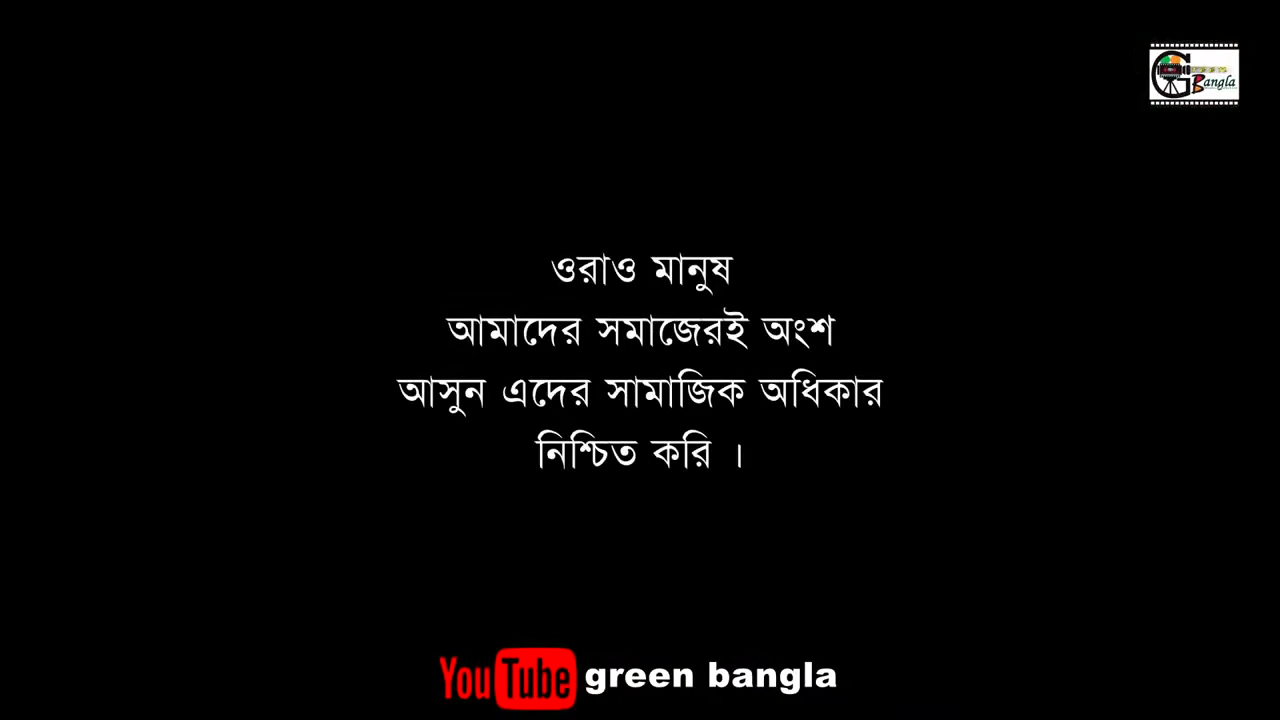 Bangla
ওরাও মানুষ
আমাদের সমাজেরই অংশ
আসুন এদের সামাজিক অধিকার
নিশ্চিত করি ।
YouTube green bangla